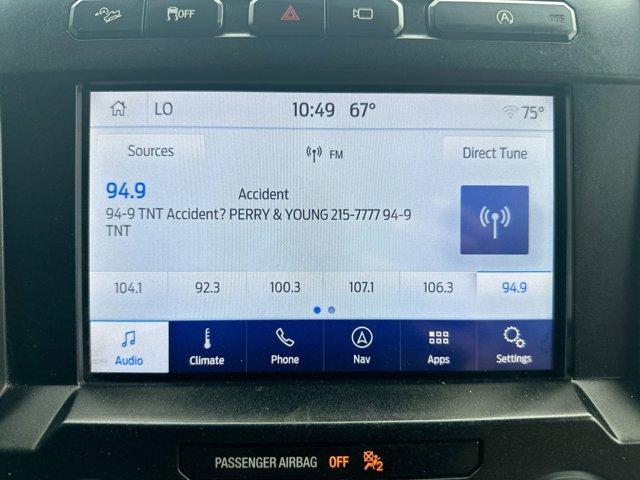 OFF
OFF
LO 10:49 67° 75°
Sources FM Direct Tune
94.9 Accident
94-9 TNT Accident? PERRY & YOUNG 215-7777 94-9
TNT
104.1 92.3 100.3 107.1 106.3 94.9
Audio Climate Phone Nav Apps Settings
PASSENGER AIRBAG OFF 2